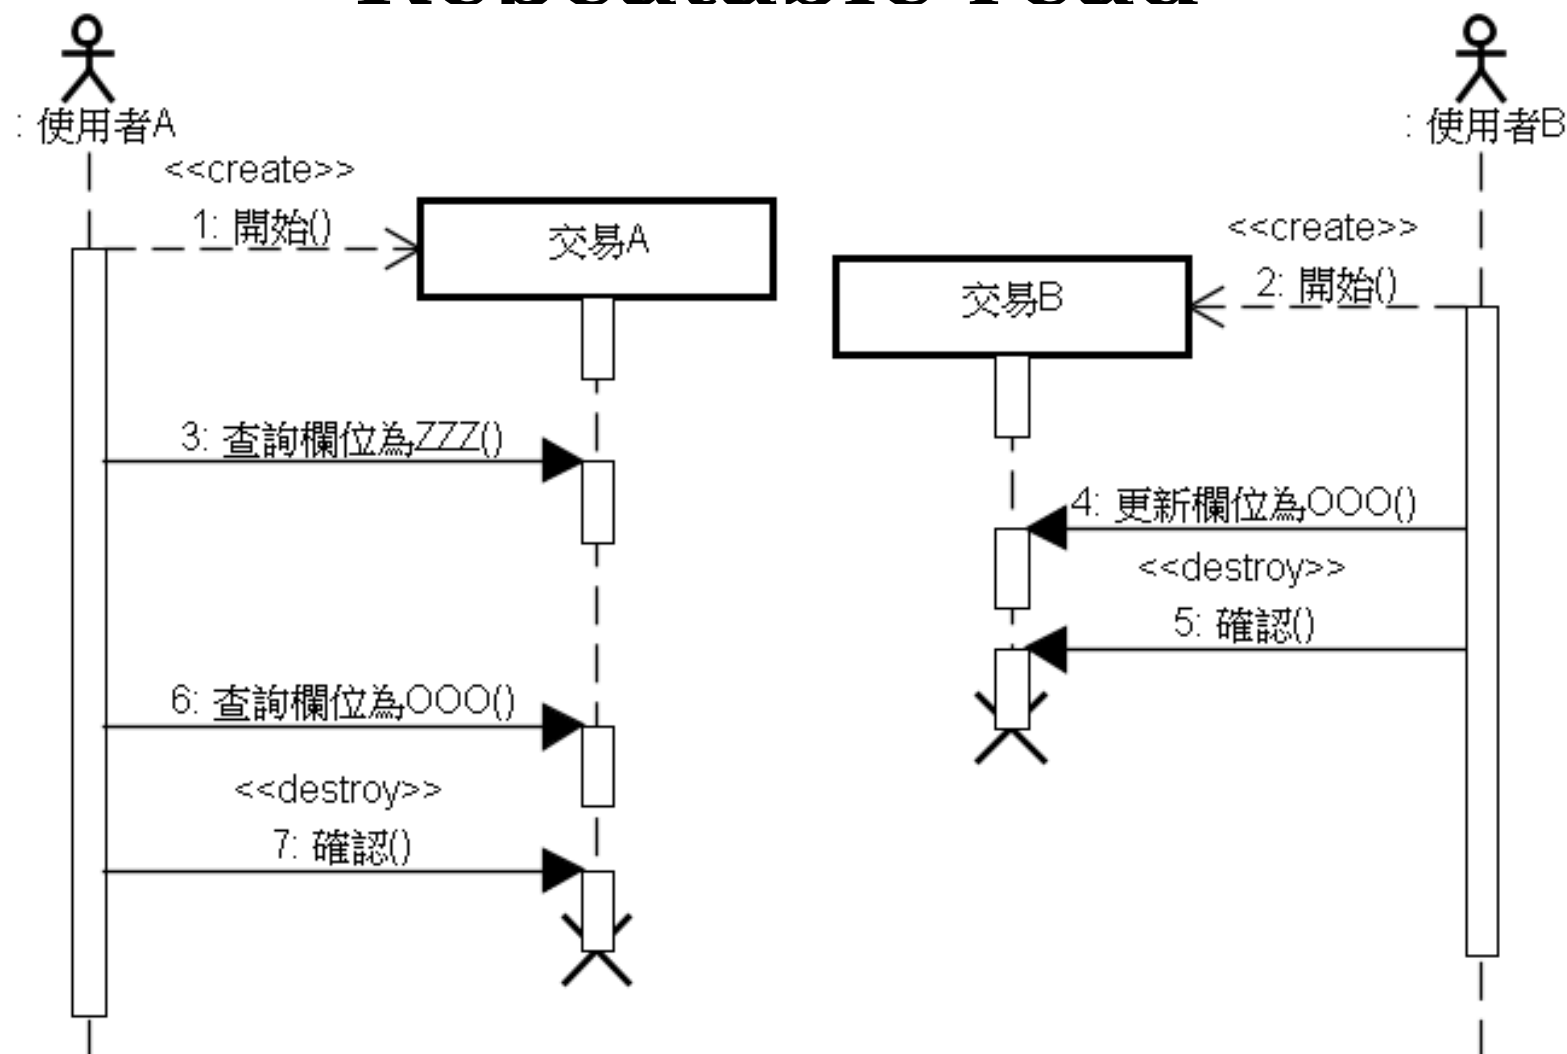 : 使用者A
: 使用者B
<<create>>
1: 開始()
交易A
<<create>>
2: 開始()
交易B
3: 查詢欄位為ZZZ()
4: 更新欄位為OOO()
<<destroy>>
5: 確認()
6: 查詢欄位為OOO()
<<destroy>>
7: 確認()